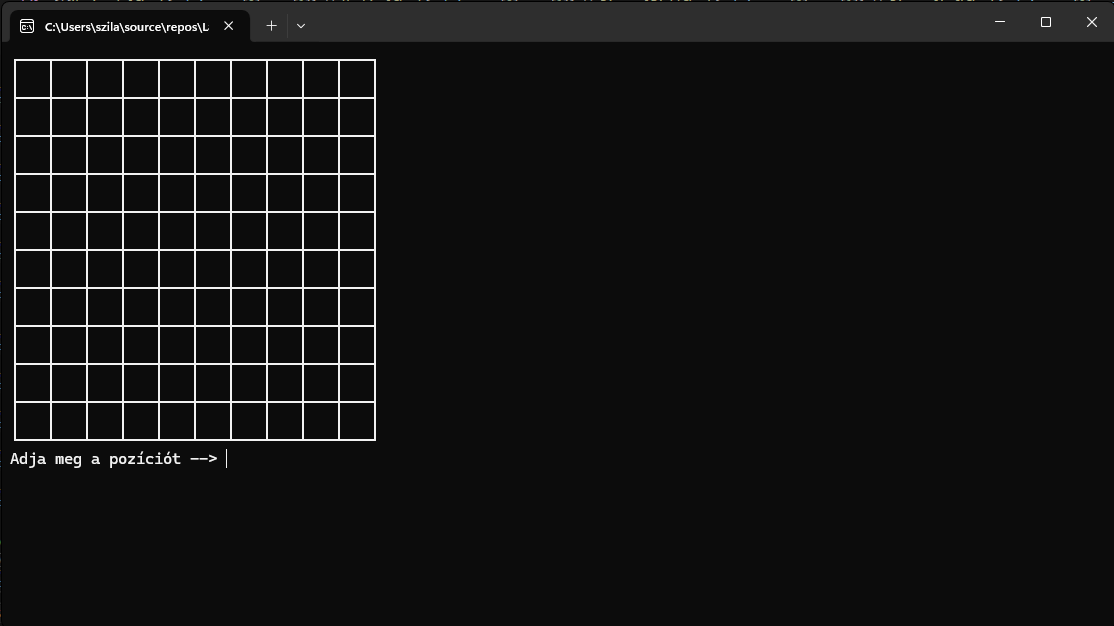 C:\Users\szila\source\repos\L
Adja meg a pozíciót -->